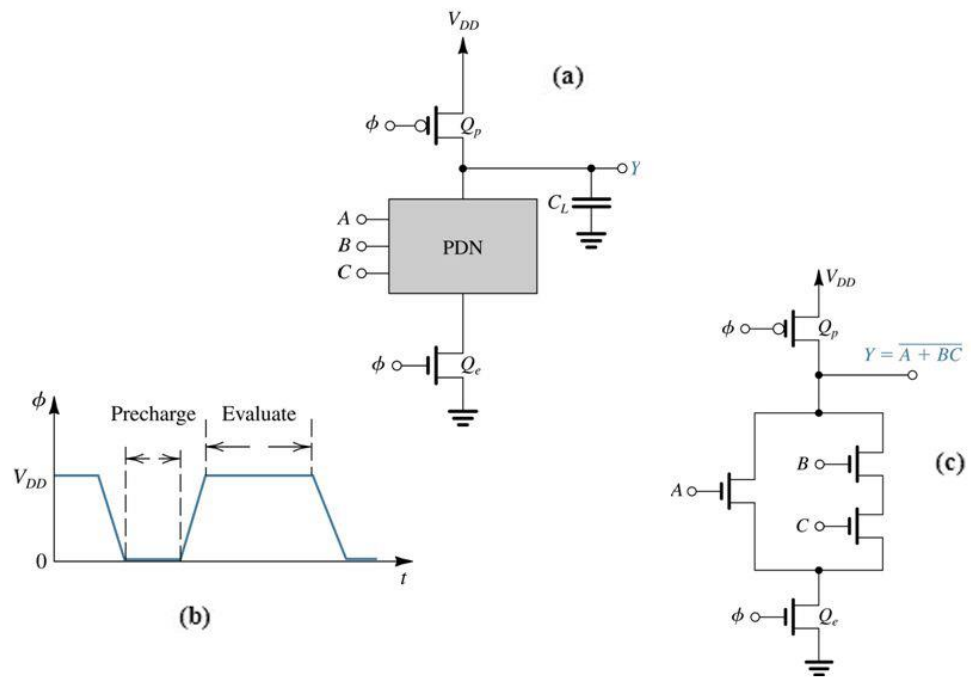 V_DD
(a)
ϕ
Q_p
Y
C_L
A
B
C
PDN
ϕ
Q_e
ϕ
Precharge Evaluate
V_DD
0
t
(b)
V_DD
ϕ
Q_p
Y = \overline{A + BC}
B
(c)
A
C
ϕ
Q_e